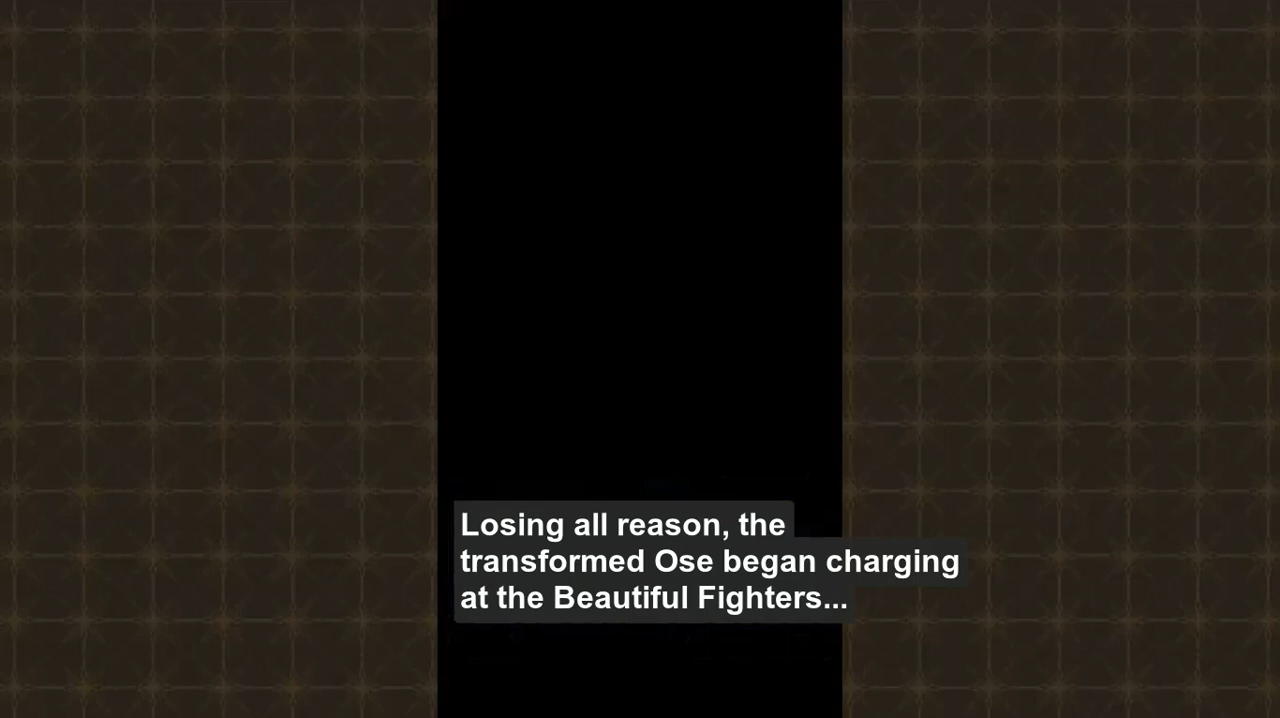 Losing all reason, the
transformed Ose began charging
at the Beautiful Fighters...